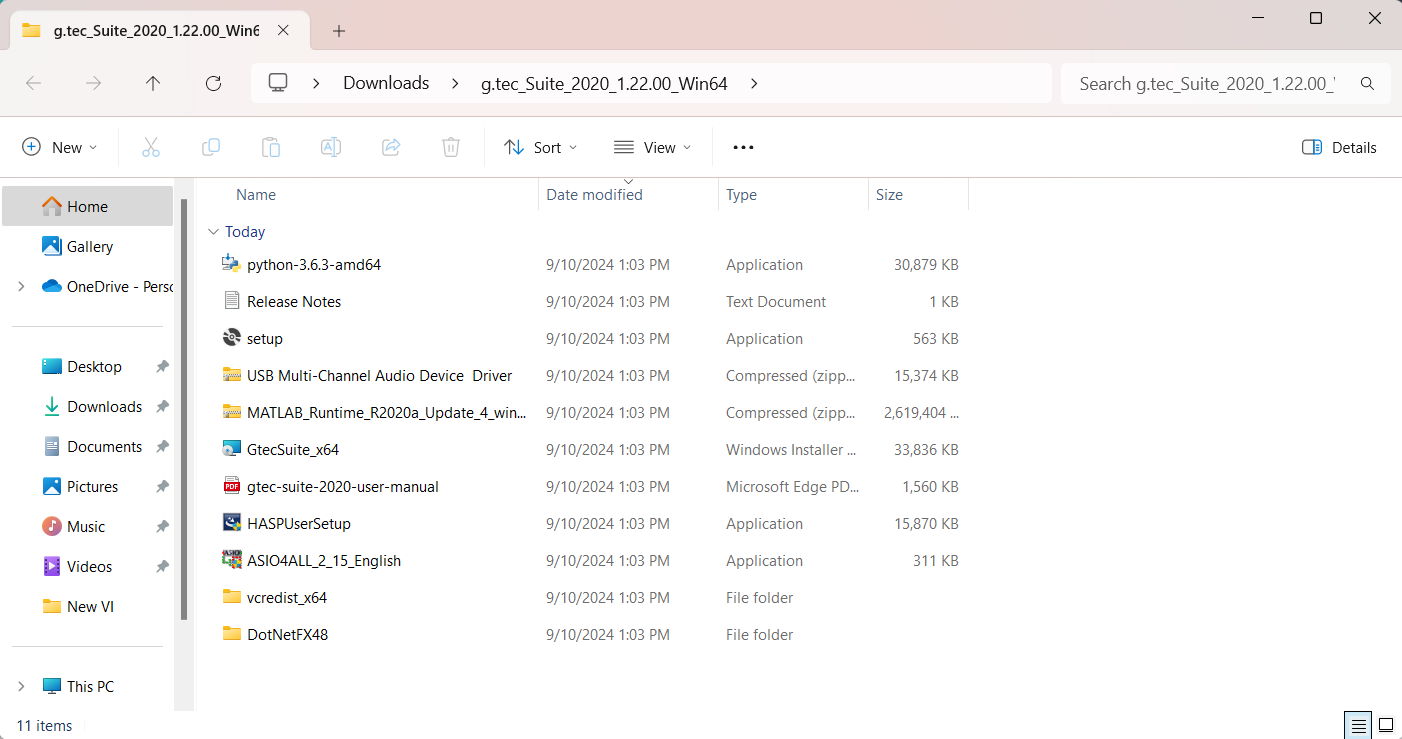 g.tec_Suite_2020_1.22.00_Win6
Downloads
g.tec_Suite_2020_1.22.00_Win64
Search g.tec_Suite_2020_1.22.00_
New
Sort
View
Details
Home
Gallery
OneDrive - Perso
Desktop
Downloads
Documents
Pictures
Music
Videos
New VI
This PC
Name Date modified Type Size
Today
python-3.6.3-amd64 9/10/2024 1:03 PM Application 30,879 KB
Release Notes 9/10/2024 1:03 PM Text Document 1 KB
setup 9/10/2024 1:03 PM Application 563 KB
USB Multi-Channel Audio Device  Driver 9/10/2024 1:03 PM Compressed (zipp... 15,374 KB
MATLAB_Runtime_R2020a_Update_4_win... 9/10/2024 1:03 PM Compressed (zipp... 2,619,404 ...
GtecSuite_x64 9/10/2024 1:03 PM Windows Installer ... 33,836 KB
PDF gtec-suite-2020-user-manual 9/10/2024 1:03 PM Microsoft Edge PD... 1,560 KB
HASPUserSetup 9/10/2024 1:03 PM Application 15,870 KB
ASIO4ALL_2_15_English 9/10/2024 1:03 PM Application 311 KB
vcredist_x64 9/10/2024 1:03 PM File folder
DotNetFX48 9/10/2024 1:03 PM File folder
11 items